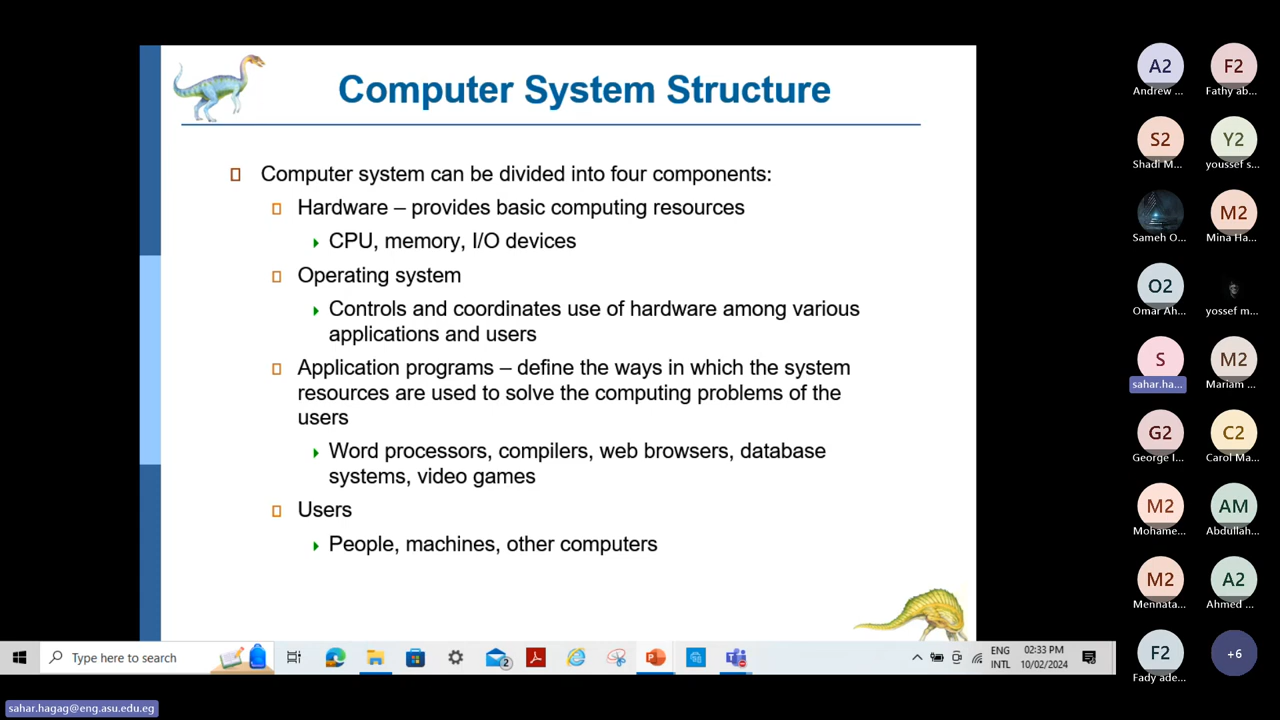 Computer System Structure
Computer system can be divided into four components:
Hardware – provides basic computing resources
CPU, memory, I/O devices
Operating system
Controls and coordinates use of hardware among various
applications and users
Application programs – define the ways in which the system
resources are used to solve the computing problems of the
users
Word processors, compilers, web browsers, database
systems, video games
Users
People, machines, other computers
A2
F2
Andrew ...
Fathy ab...
S2
Y2
Shadi M...
youssef s...
M2
Sameh O...
Mina Ha...
O2
Omar Ah...
yossef m...
S
M2
sahar.ha...
Mariam ...
G2
C2
George I...
Carol Ma...
M2
AM
Mohame...
Abdullah...
M2
A2
Mennata...
Ahmed ...
F2
+6
Fady ade...
Type here to search
2
ENG
INTL
02:33 PM
10/02/2024
sahar.hagag@eng.asu.edu.eg